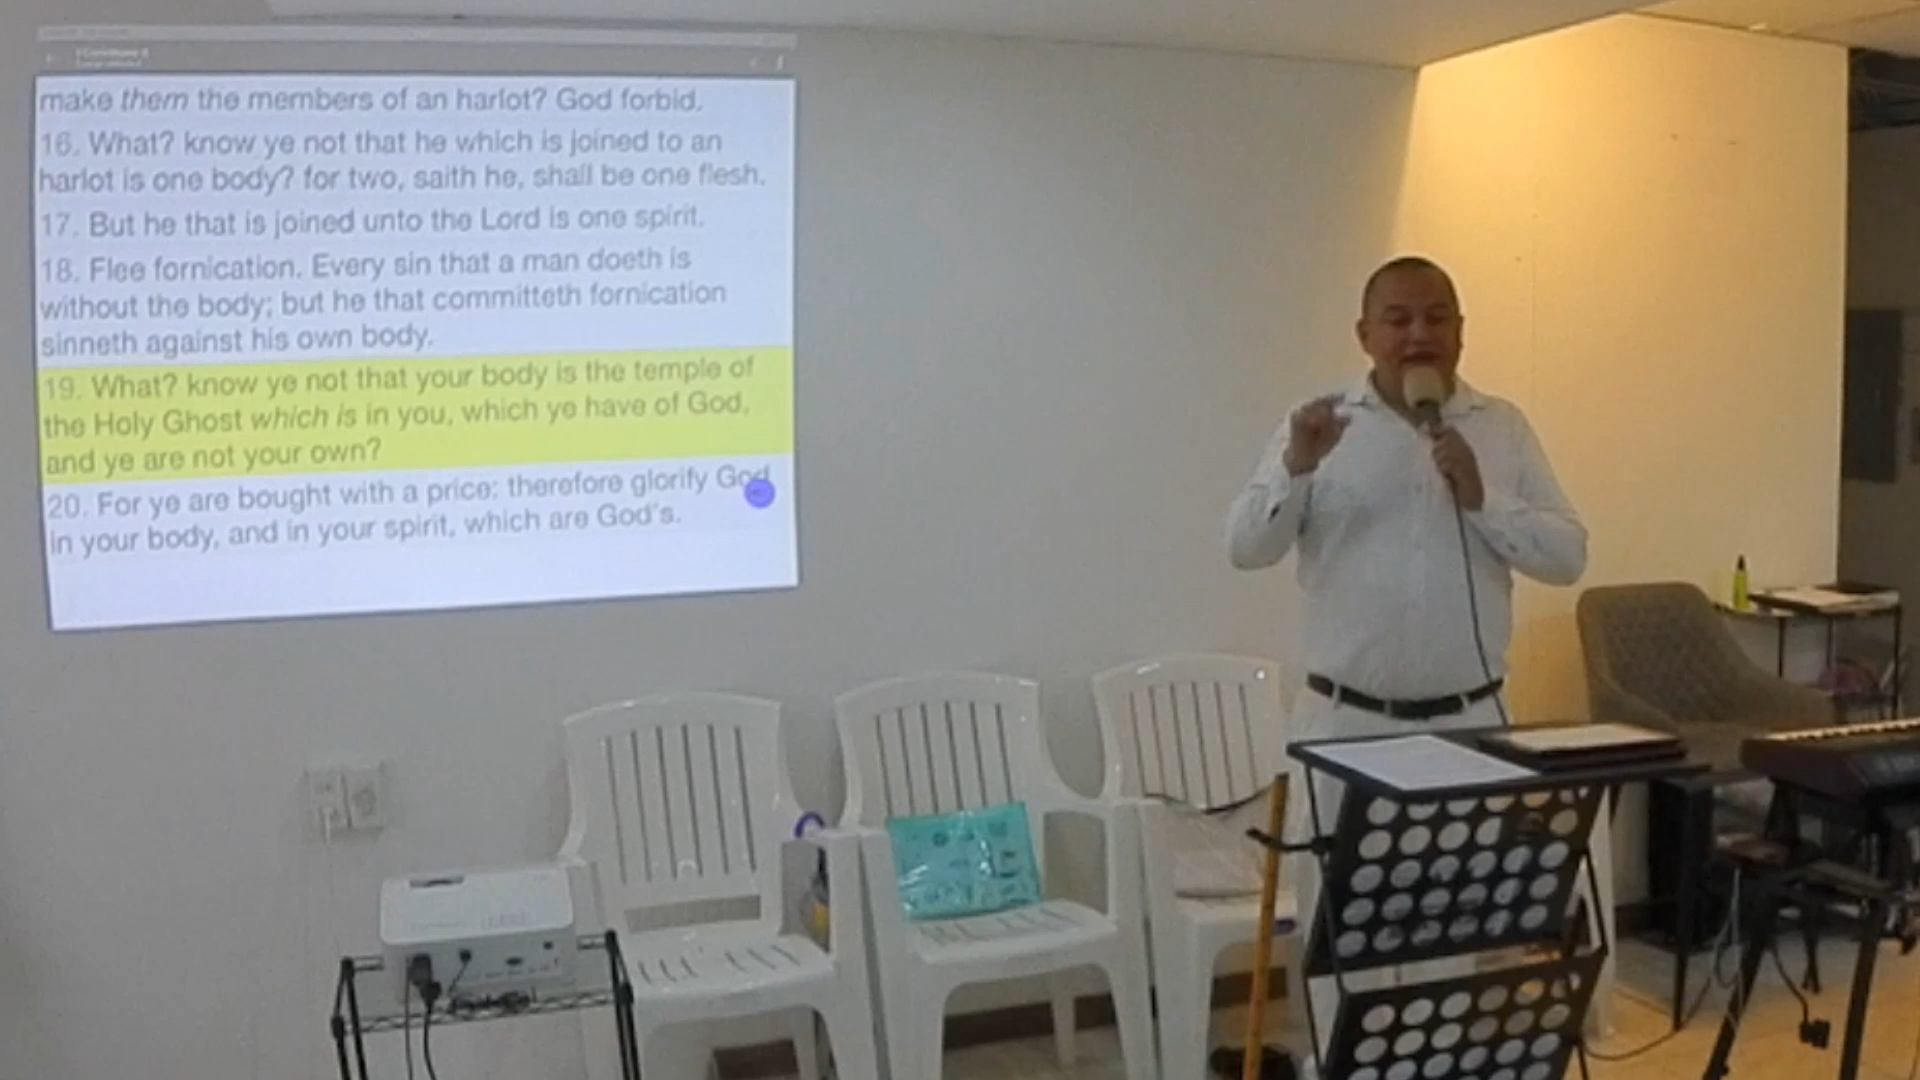 make them the members of an harlot? God forbid.
16. What? know ye not that he which is joined to an
harlot is one body? for two, saith he, shall be one flesh.
17. But he that is joined unto the Lord is one spirit.
18. Flee fornication. Every sin that a man doeth is
without the body; but he that committeth fornication
sinneth against his own body.
19. What? know ye not that your body is the temple of
the Holy Ghost which is in you, which ye have of God,
and ye are not your own?
20. For ye are bought with a price: therefore glorify God
in your body, and in your spirit, which are God's.